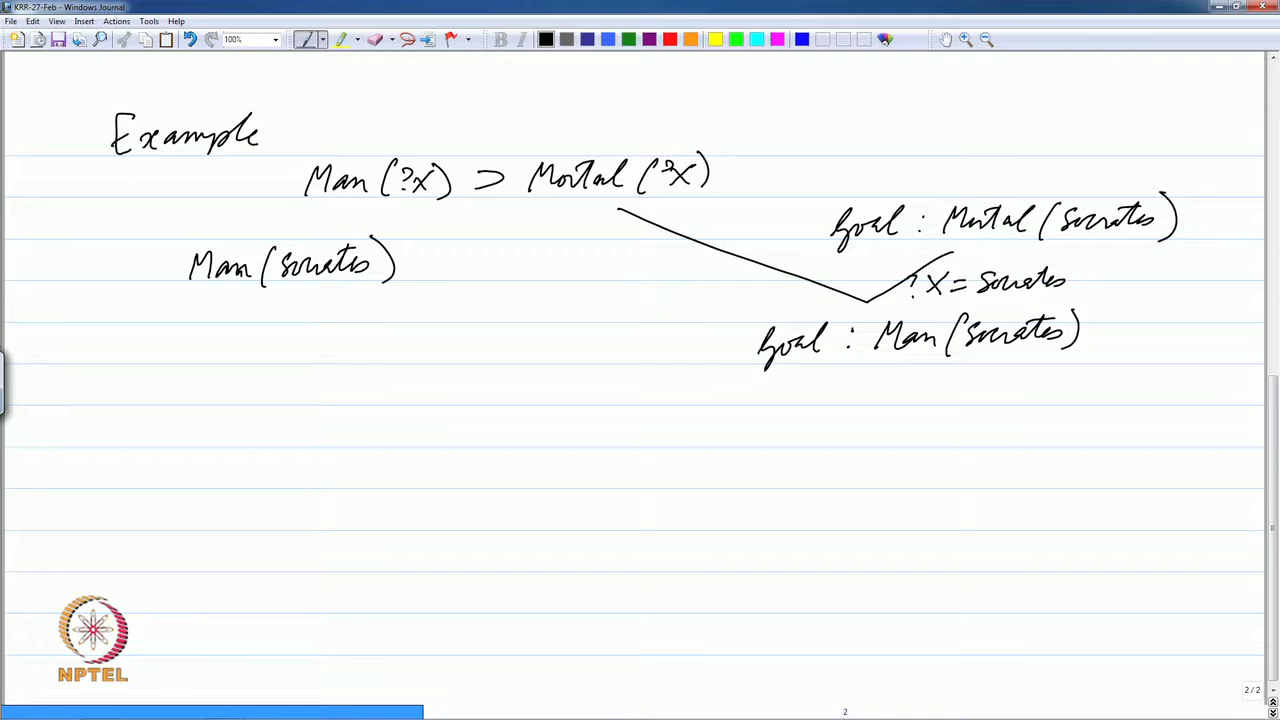 KRR-27-Feb - Windows Journal
File Edit View Insert Actions Tools Help
100%
Example
Man (?X) ⊃ Mortal (?X)
Goal : Mortal (Socrates)
Man (Socrates)
?X = Socrates
Goal : Man (Socrates)
NPTEL
2 / 2
2